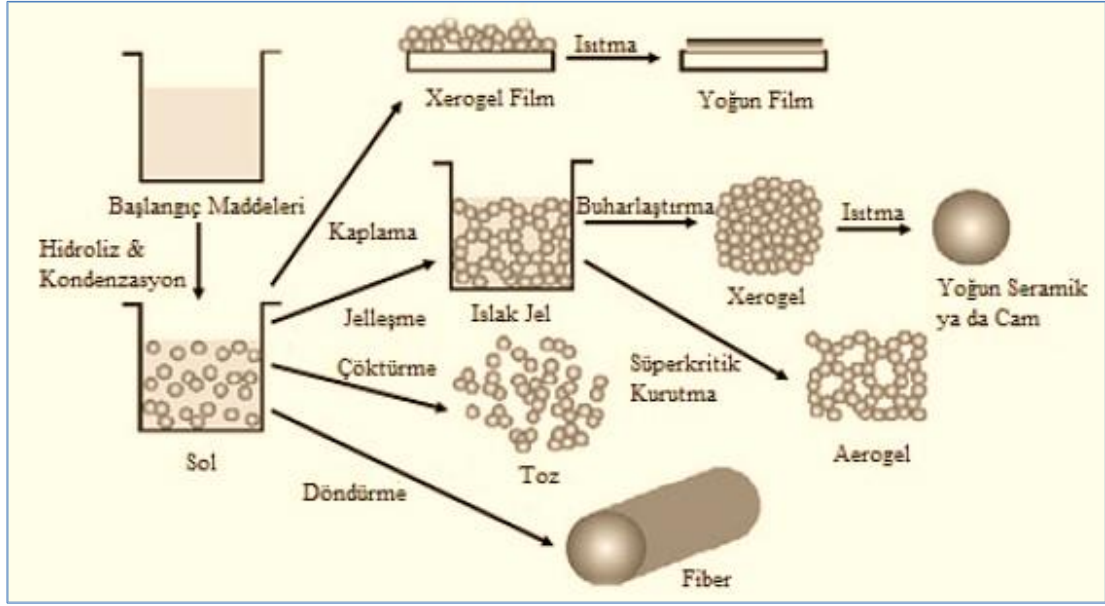 Isıtma
Xerogel Film
Yoğun Film
Başlangıç Maddeleri
Hidroliz &
Kondenzasyon
Kaplama
Buharlaştırma
Isıtma
Jelleşme
Islak Jel
Xerogel
Yoğun Seramik
ya da Cam
Çöktürme
Süperkritik
Kurutma
Sol
Toz
Aerogel
Döndürme
Fiber